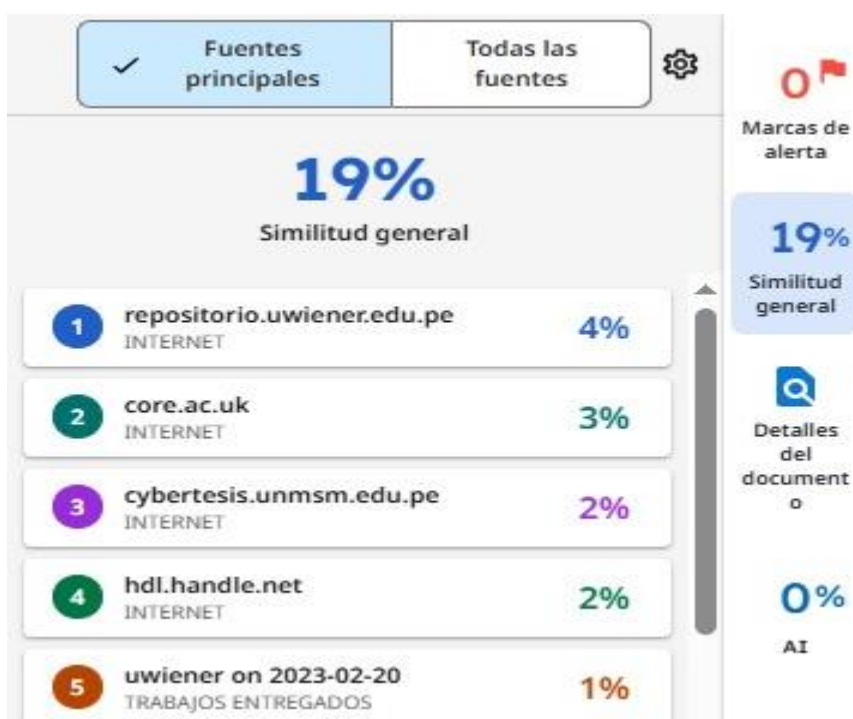 Fuentes
principales
Todas las
fuentes
19%
Similitud general
1 repositorio.uwiener.edu.pe 4%
INTERNET
2 core.ac.uk 3%
INTERNET
3 cybertesis.unmsm.edu.pe 2%
INTERNET
4 hdl.handle.net 2%
INTERNET
5 uwiener on 2023-02-20 1%
TRABAJOS ENTREGADOS
0
Marcas de
alerta
19%
Similitud
general
Detalles
del
document
o
0%
AI